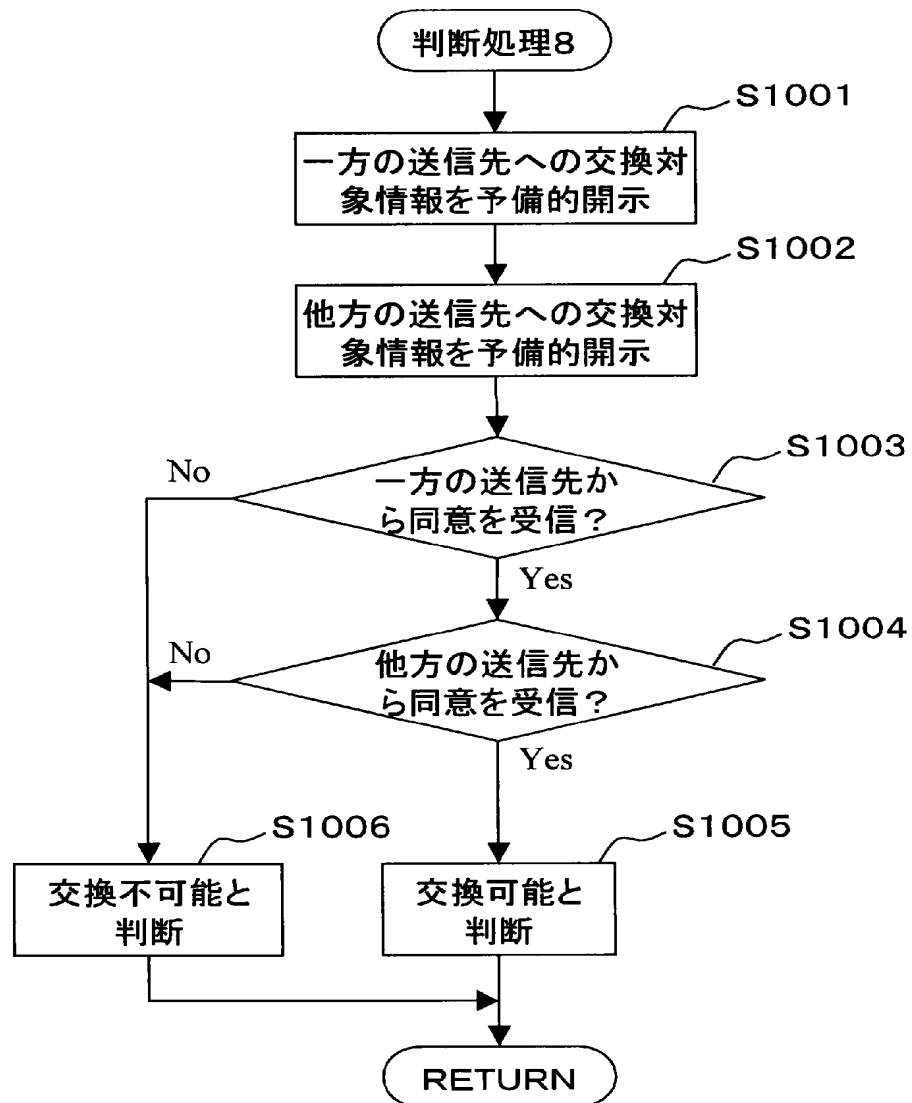 判断処理8
S1001
一方の送信先への交換対
象情報を予備的開示
S1002
他方の送信先への交換対
象情報を予備的開示
S1003
No
一方の送信先か
ら同意を受信?
Yes
S1004
No
他方の送信先か
ら同意を受信?
Yes
S1006
S1005
交換不可能と
判断
交換可能と
判断
RETURN